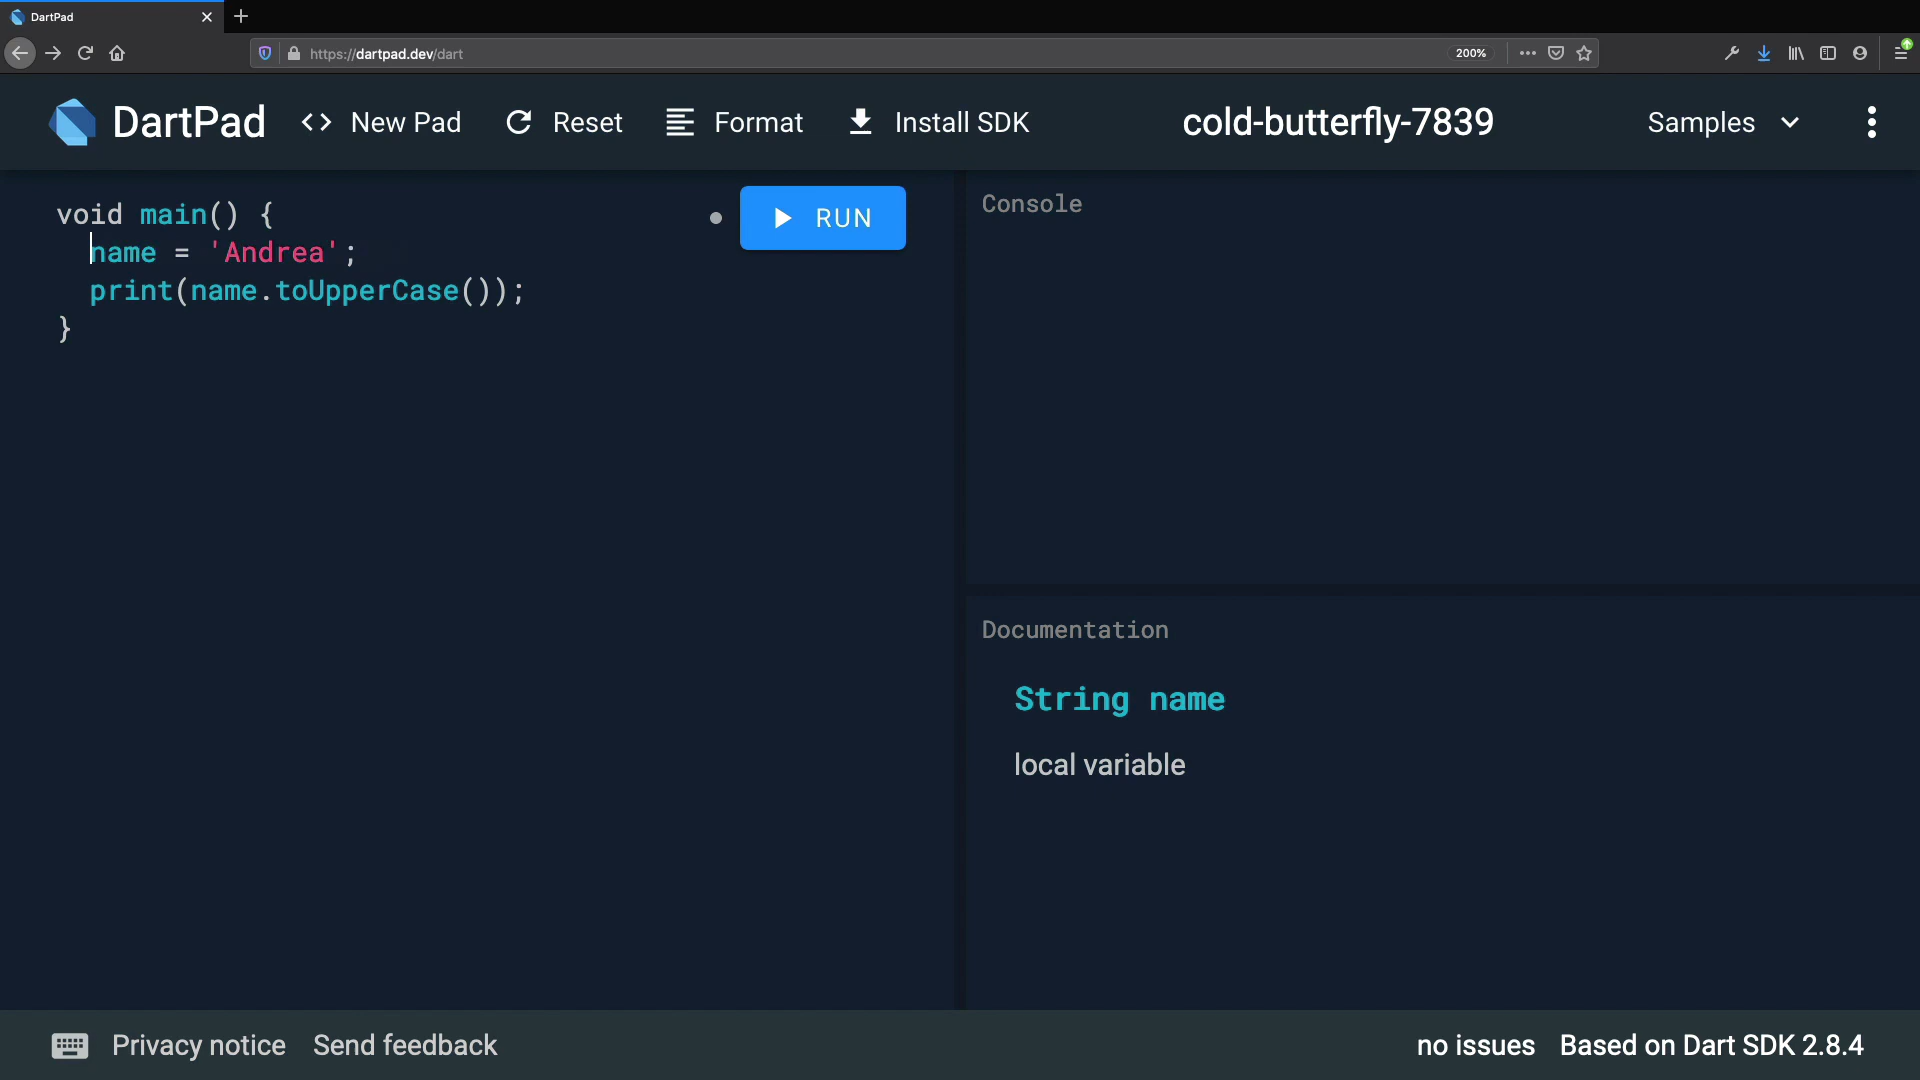 DartPad
https://dartpad.dev/dart
200%
DartPad
New Pad
Reset
Format
Install SDK
cold-butterfly-7839
Samples
void main() {
name = 'Andrea';
print(name.toUpperCase());
}
RUN
Console
Documentation
String name
local variable
Privacy notice
Send feedback
no issues
Based on Dart SDK 2.8.4